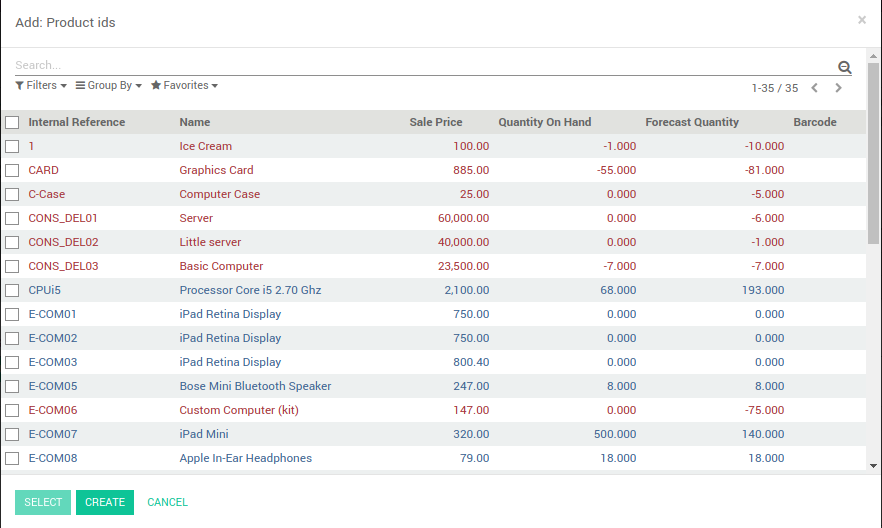 Add: Product ids ×
Search...
Filters Group By Favorites 1-35 / 35
Internal Reference Name Sale Price Quantity On Hand Forecast Quantity Barcode
1 Ice Cream 100.00 -1.000 -10.000
CARD Graphics Card 885.00 -55.000 -81.000
C-Case Computer Case 25.00 0.000 -5.000
CONS_DEL01 Server 60,000.00 0.000 -6.000
CONS_DEL02 Little server 40,000.00 0.000 -1.000
CONS_DEL03 Basic Computer 23,500.00 -7.000 -7.000
CPUi5 Processor Core i5 2.70 Ghz 2,100.00 68.000 193.000
E-COM01 iPad Retina Display 750.00 0.000 0.000
E-COM02 iPad Retina Display 750.00 0.000 0.000
E-COM03 iPad Retina Display 800.40 0.000 0.000
E-COM05 Bose Mini Bluetooth Speaker 247.00 8.000 8.000
E-COM06 Custom Computer (kit) 147.00 0.000 -75.000
E-COM07 iPad Mini 320.00 500.000 140.000
E-COM08 Apple In-Ear Headphones 79.00 18.000 18.000
SELECT CREATE CANCEL